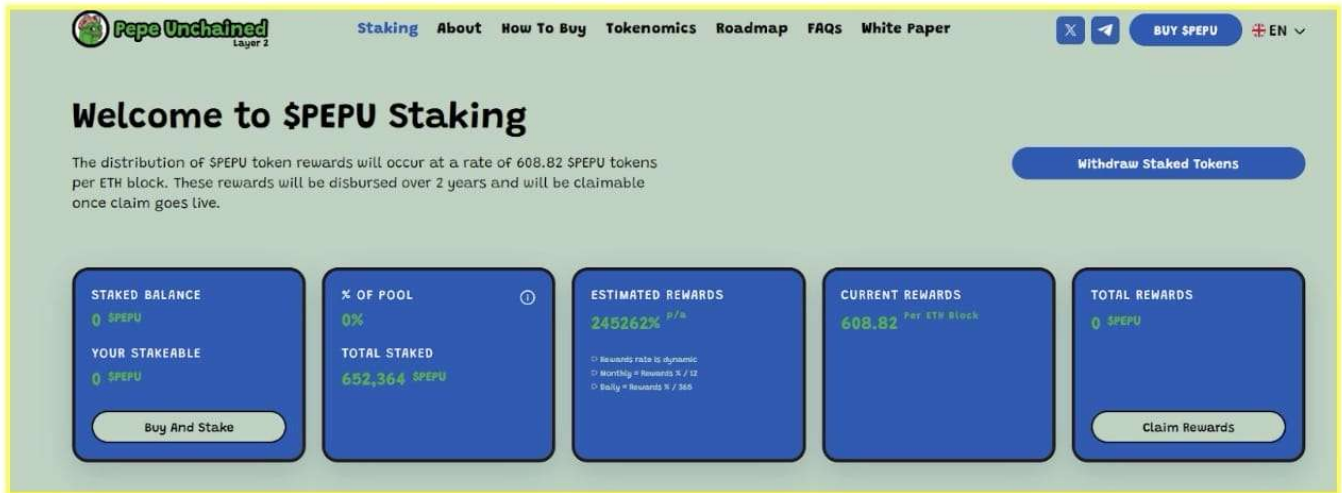 Pepe Unchained
Layer 2
Staking About How To Buy Tokenomics Roadmap FAQs White Paper
BUY $PEPU
EN
Welcome to $PEPU Staking
The distribution of $PEPU token rewards will occur at a rate of 608.82 $PEPU tokens
per ETH block. These rewards will be disbursed over 2 years and will be claimable
once claim goes live.
Withdraw Staked Tokens
STAKED BALANCE
0 $PEPU
YOUR STAKEABLE
0 $PEPU
Buy And Stake
% OF POOL
0%
TOTAL STAKED
652,364 $PEPU
ESTIMATED REWARDS
245262% P/a
Rewards rate is dynamic
Monthly = Rewards % / 12
Daily = Rewards % / 365
CURRENT REWARDS
608.82 Per ETH Block
TOTAL REWARDS
0 $PEPU
Claim Rewards